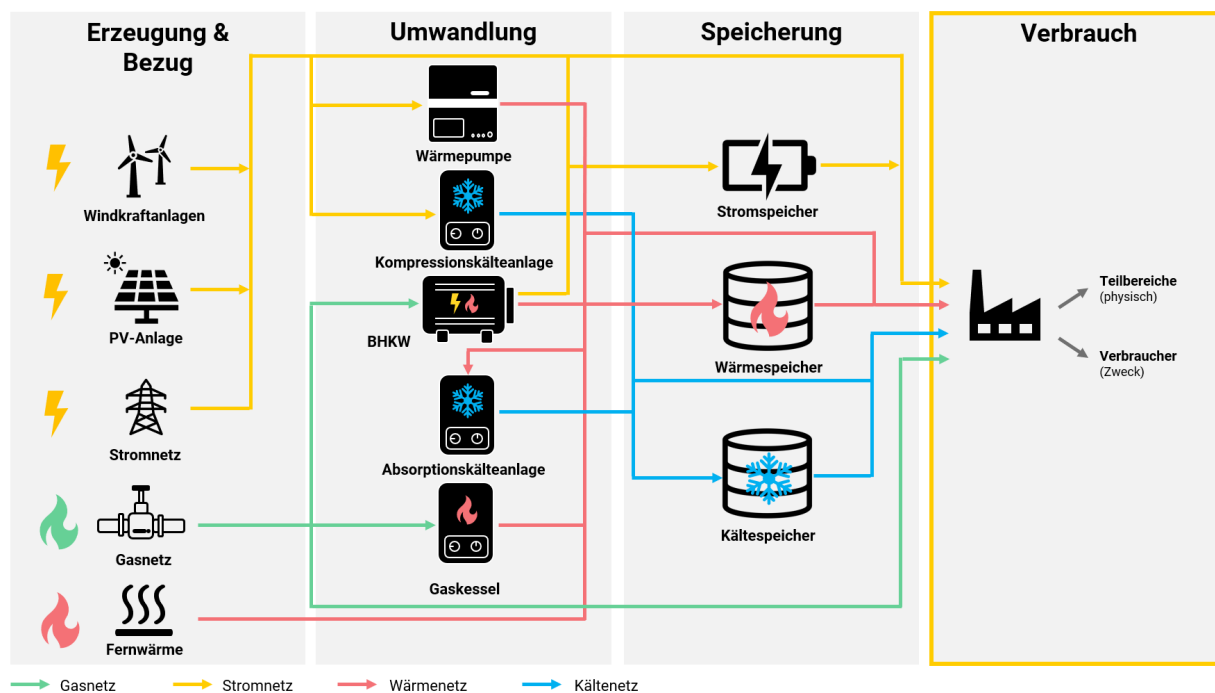 Erzeugung &
Bezug
Umwandlung
Speicherung
Verbrauch
Windkraftanlagen
PV-Anlage
Stromnetz
Gasnetz
Fernwärme
Wärmepumpe
Kompressionskälteanlage
BHKW
Absorptionskälteanlage
Gaskessel
Stromspeicher
Wärmespeicher
Kältespeicher
Teilbereiche
(physisch)
Verbraucher
(Zweck)
Gasnetz
Stromnetz
Wärmenetz
Kältenetz